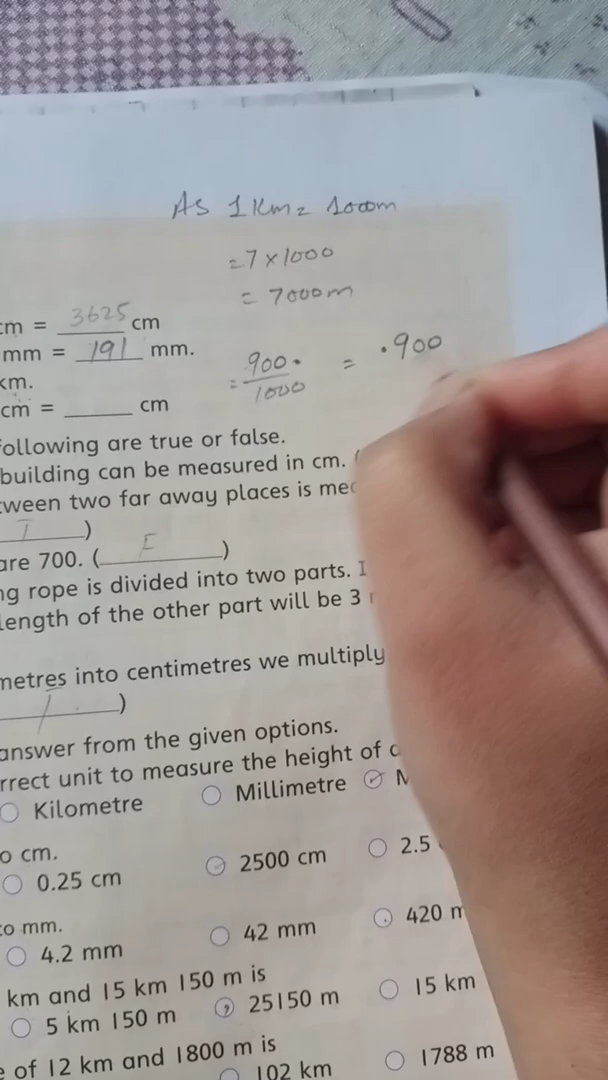 As 1 Km = 1000m
= 7 x 1000
= 7000m
cm = 3625 cm
mm = 191 mm.
km.
= 900. / 1000 = .900
cm = ______ cm
following are true or false.
building can be measured in cm. (
tween two far away places is mea
T )
are 700. ( F )
ng rope is divided into two parts. I
length of the other part will be 3
metres into centimetres we multiply
)
answer from the given options.
rrect unit to measure the height of
Kilometre Millimetre M
o cm.
0.25 cm 2500 cm 2.5
to mm.
4.2 mm 42 mm 420 m
km and 15 km 150 m is
5 km 150 m 25150 m 15 km
e of 12 km and 1800 m is
102 km 1788 m